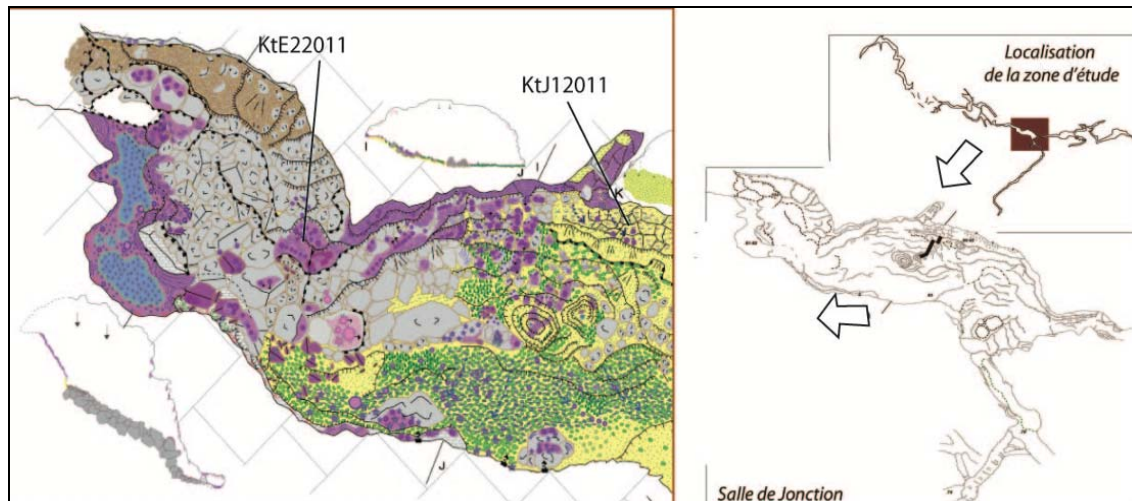 KtE22011
KtJ12011
I
J
I
K
J
Localisation
de la zone d'étude
Salle de Jonction